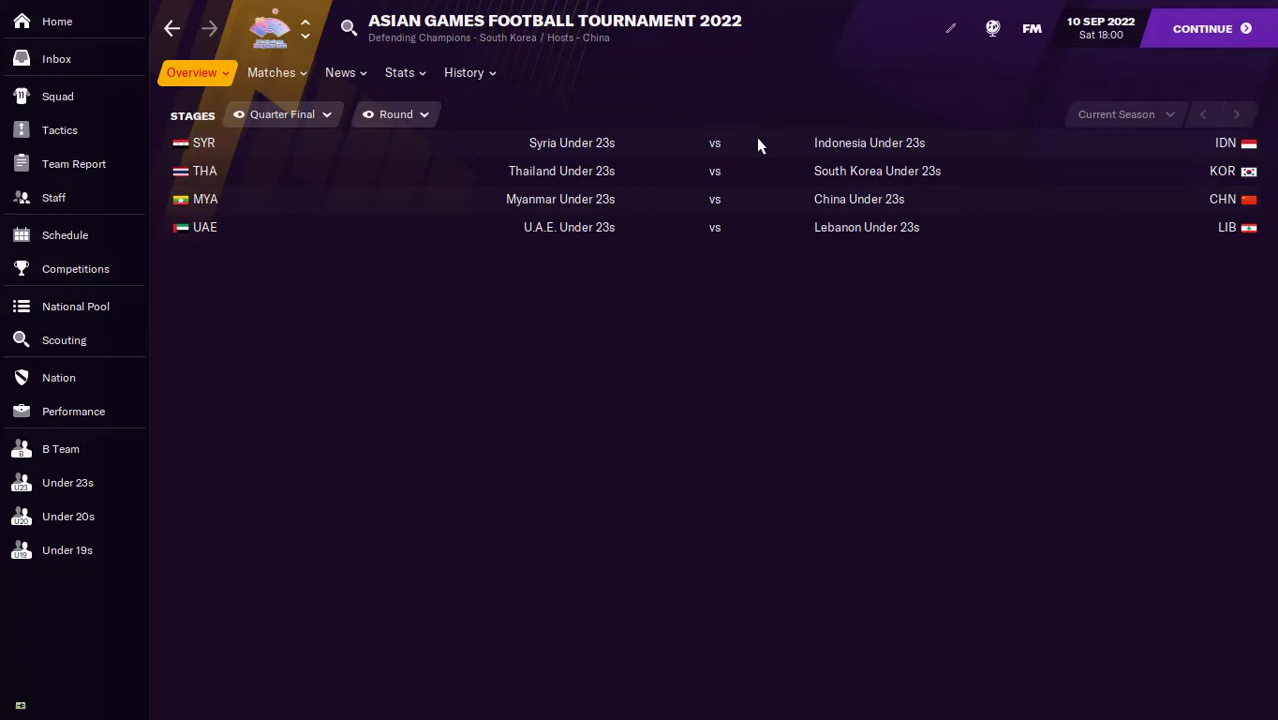 Home
ASIAN GAMES FOOTBALL TOURNAMENT 2022
Defending Champions - South Korea / Hosts - China
FM
10 SEP 2022
Sat 18:00
CONTINUE
Inbox
Overview
Matches
News
Stats
History
Squad
STAGES
Quarter Final
Round
Current Season
Tactics
SYR Syria Under 23s vs Indonesia Under 23s IDN
Team Report
THA Thailand Under 23s vs South Korea Under 23s KOR
Staff
MYA Myanmar Under 23s vs China Under 23s CHN
Schedule
UAE U.A.E. Under 23s vs Lebanon Under 23s LIB
Competitions
National Pool
Scouting
Nation
Performance
B Team
Under 23s
Under 20s
Under 19s
11
B
U23
U20
U19